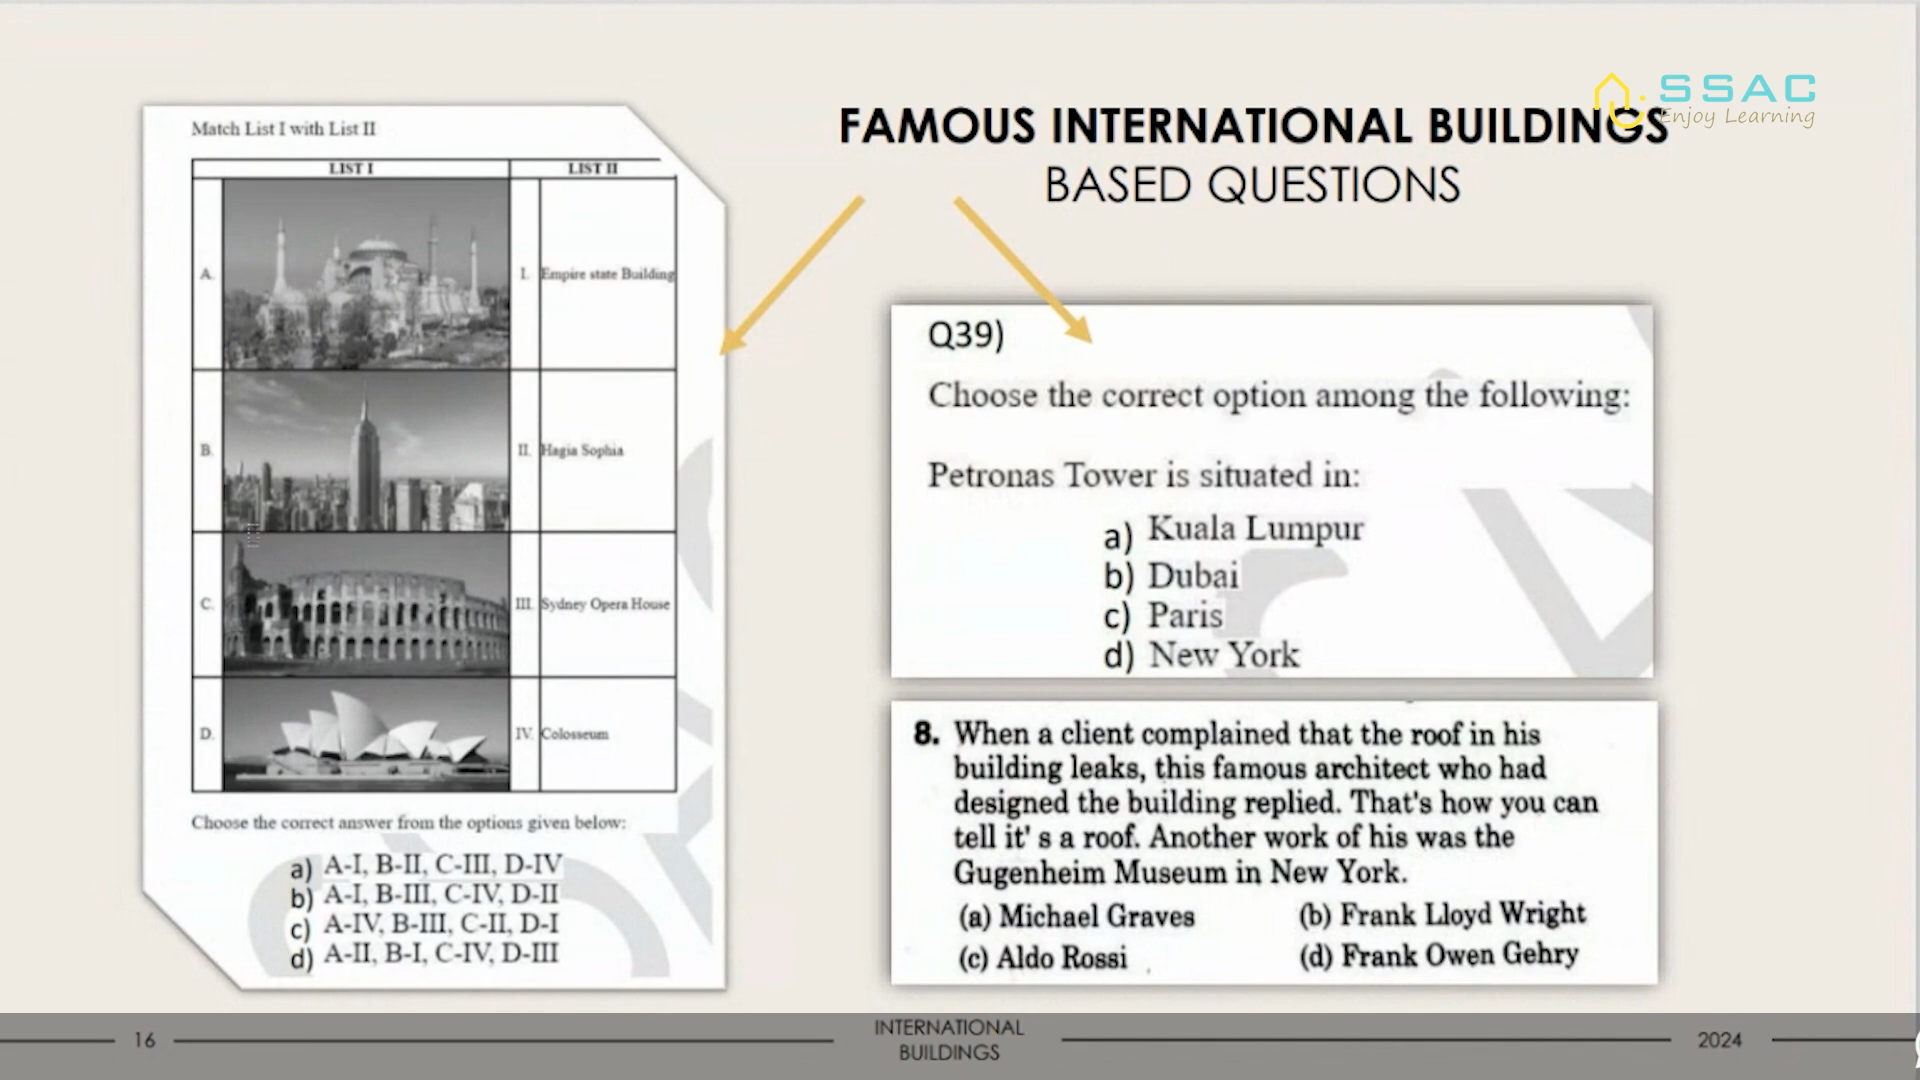 SSAC
Enjoy Learning
FAMOUS INTERNATIONAL BUILDINGS
BASED QUESTIONS
Match List I with List II
LIST I LIST II
A. I. Empire state Building
B. II. Hagia Sophia
C. III. Sydney Opera House
D. IV. Colosseum
Choose the correct answer from the options given below:
a) A-I, B-II, C-III, D-IV
b) A-I, B-III, C-IV, D-II
c) A-IV, B-III, C-II, D-I
d) A-II, B-I, C-IV, D-III
Q39)
Choose the correct option among the following:
Petronas Tower is situated in:
a) Kuala Lumpur
b) Dubai
c) Paris
d) New York
8. When a client complained that the roof in his
building leaks, this famous architect who had
designed the building replied. That's how you can
tell it' s a roof. Another work of his was the
Gugenheim Museum in New York.
(a) Michael Graves (b) Frank Lloyd Wright
(c) Aldo Rossi (d) Frank Owen Gehry
16
INTERNATIONAL
BUILDINGS
2024